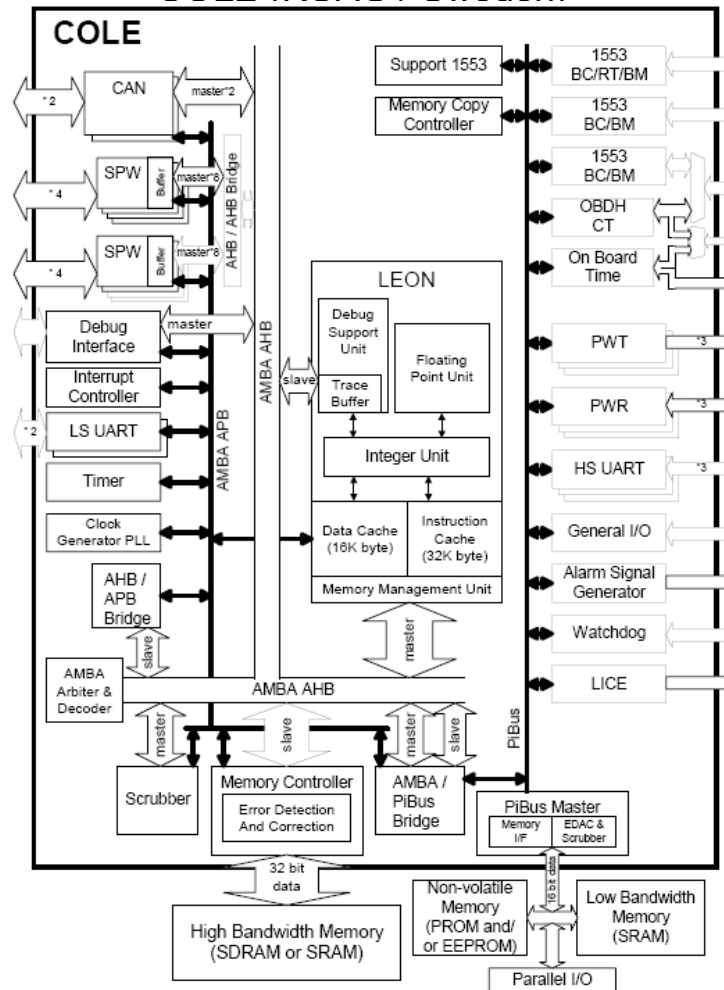 COLE
CAN
* 2
master*2
SPW
Buffer
* 4
master*8
AHB / AHB Bridge
SPW
Buffer
* 4
master*8
Debug
Interface
master
Interrupt
Controller
* 2
LS UART
Timer
Clock
Generator PLL
AHB /
APB
Bridge
slave
AMBA
Arbiter &
Decoder
AMBA APB
AMBA AHB
AMBA AHB
master
slave
master
slave
Scrubber
Memory Controller
Error Detection
And Correction
AMBA /
PiBus
Bridge
32 bit
data
High Bandwidth Memory
(SDRAM or SRAM)
LEON
Debug
Support
Unit
Trace
Buffer
slave
Floating
Point Unit
Integer Unit
Data Cache
(16K byte)
Instruction
Cache
(32K byte)
Memory Management Unit
master
Support 1553
Memory Copy
Controller
PiBus
1553
BC/RT/BM
1553
BC/BM
1553
BC/BM
OBDH
CT
On Board
Time
PWT
*3
PWR
*3
HS UART
*3
General I/O
Alarm Signal
Generator
Watchdog
LICE
PiBus Master
Memory
I/F
EDAC &
Scrubber
16 bit data
Non-volatile
Memory
(PROM and/
or EEPROM)
Low Bandwidth
Memory
(SRAM)
Parallel I/O